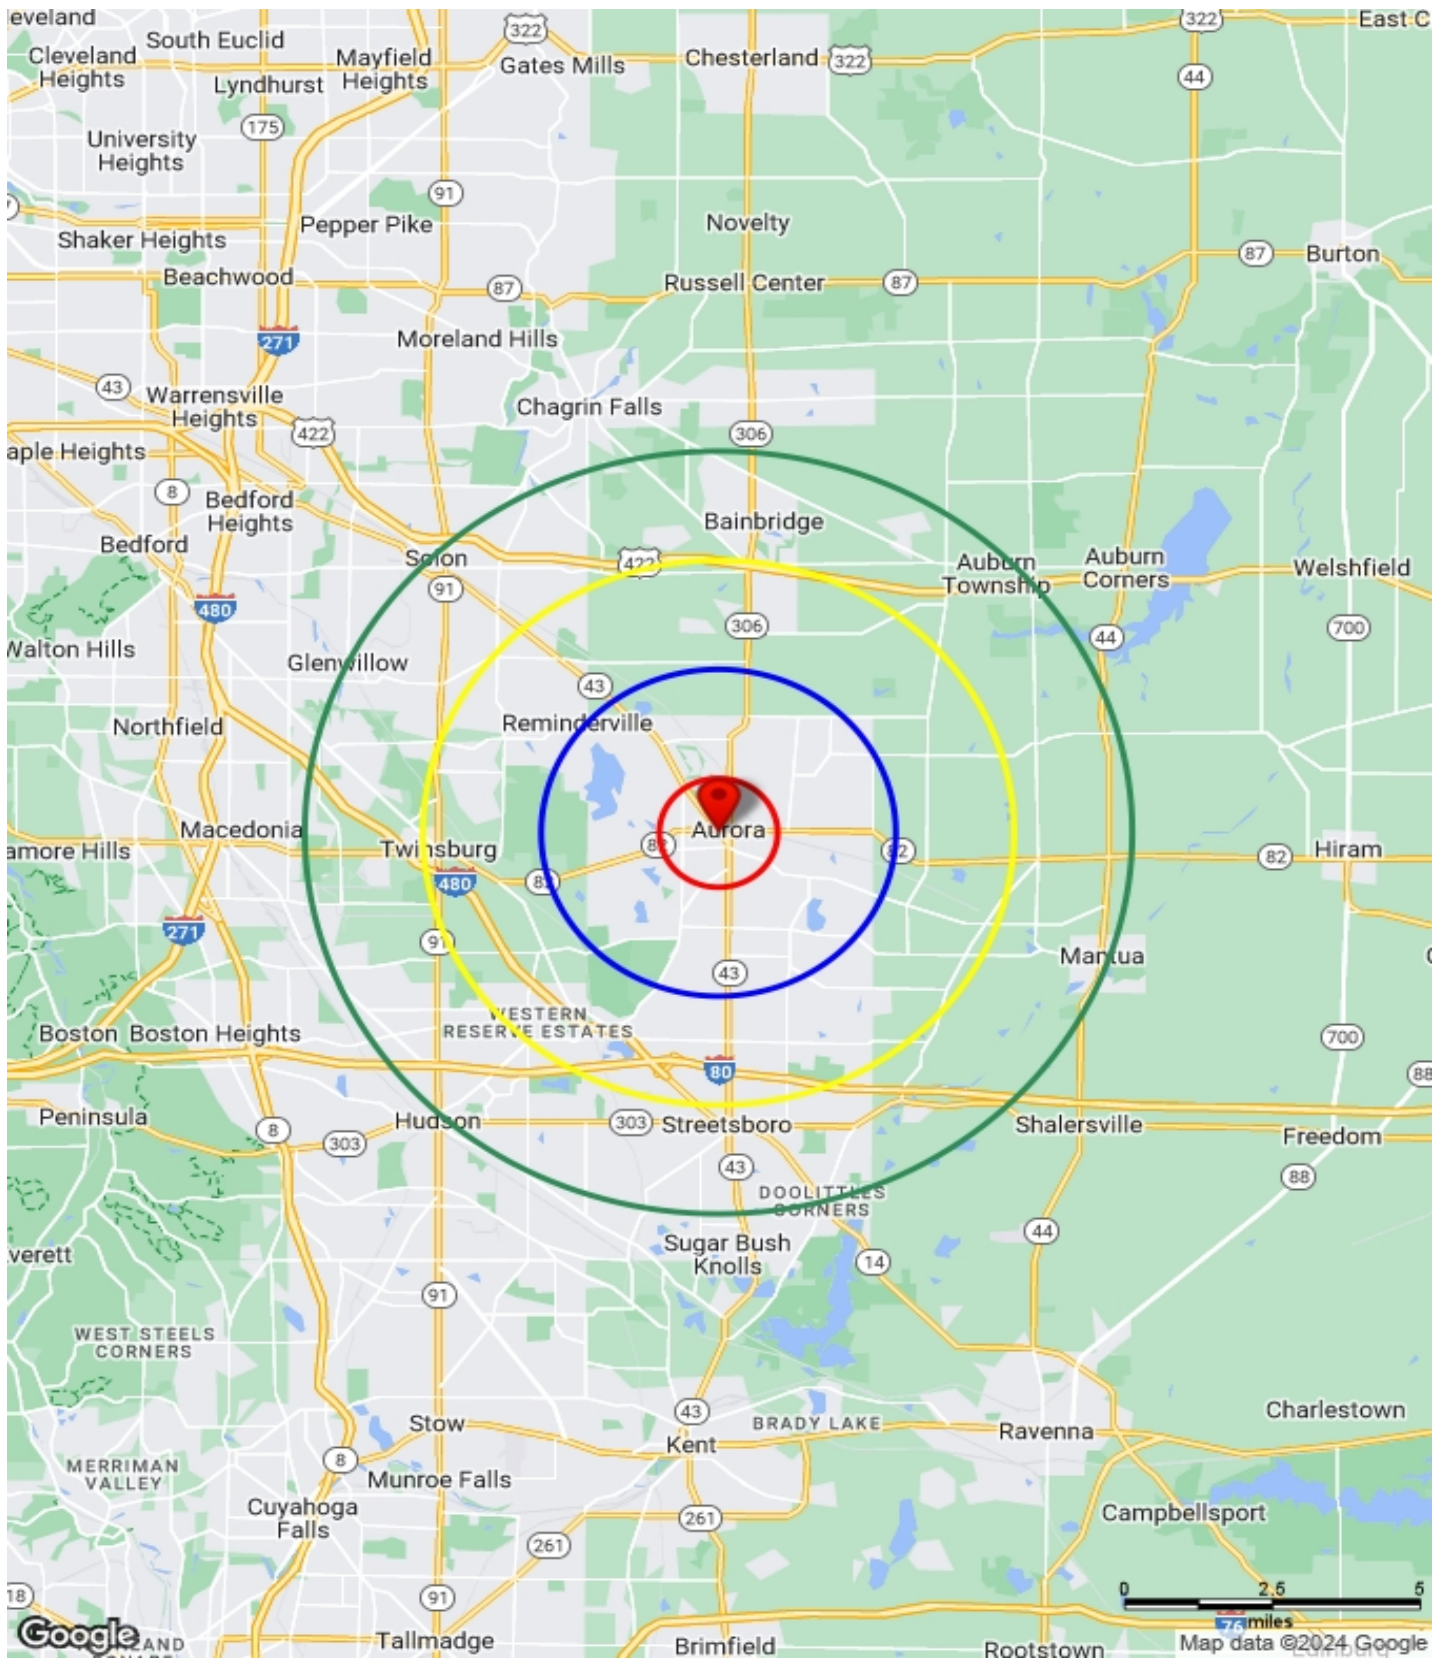 eveland
South Euclid
322
322
East C
Cleveland
Heights
Mayfield
Heights
Gates Mills
Chesterland
322
Lyndhurst
44
175
University
Heights
91
Pepper Pike
Novelty
Shaker Heights
87
Burton
Beachwood
87
Russell Center
87
271
Moreland Hills
43
Warrensville
Heights
Chagrin Falls
422
306
aple Heights
8
Bedford
Heights
Bainbridge
Bedford
Solon
422
Auburn
Township
Auburn
Corners
Welshfield
91
480
306
700
44
Walton Hills
Glenwillow
43
Northfield
Reminderville
Macedonia
Aurora
82
amore Hills
Twinsburg
82
82
Hiram
480
82
271
91
Mantua
43
WESTERN
RESERVE ESTATES
Boston
Boston Heights
700
80
88
Peninsula
8
303
Hudson
303
Streetsboro
Shalersville
Freedom
43
88
DOOLITTLES
CORNERS
44
verett
Sugar Bush
Knolls
14
91
WEST STEELS
CORNERS
43
Charlestown
Stow
BRADY LAKE
Ravenna
Kent
8
MERRIMAN
VALLEY
Munroe Falls
Cuyahoga
Falls
261
Campbellsport
261
18
91
0
2.5
5
miles
76
Google
Tallmadge
Brimfield
Rootstown
Map data ©2024 Google